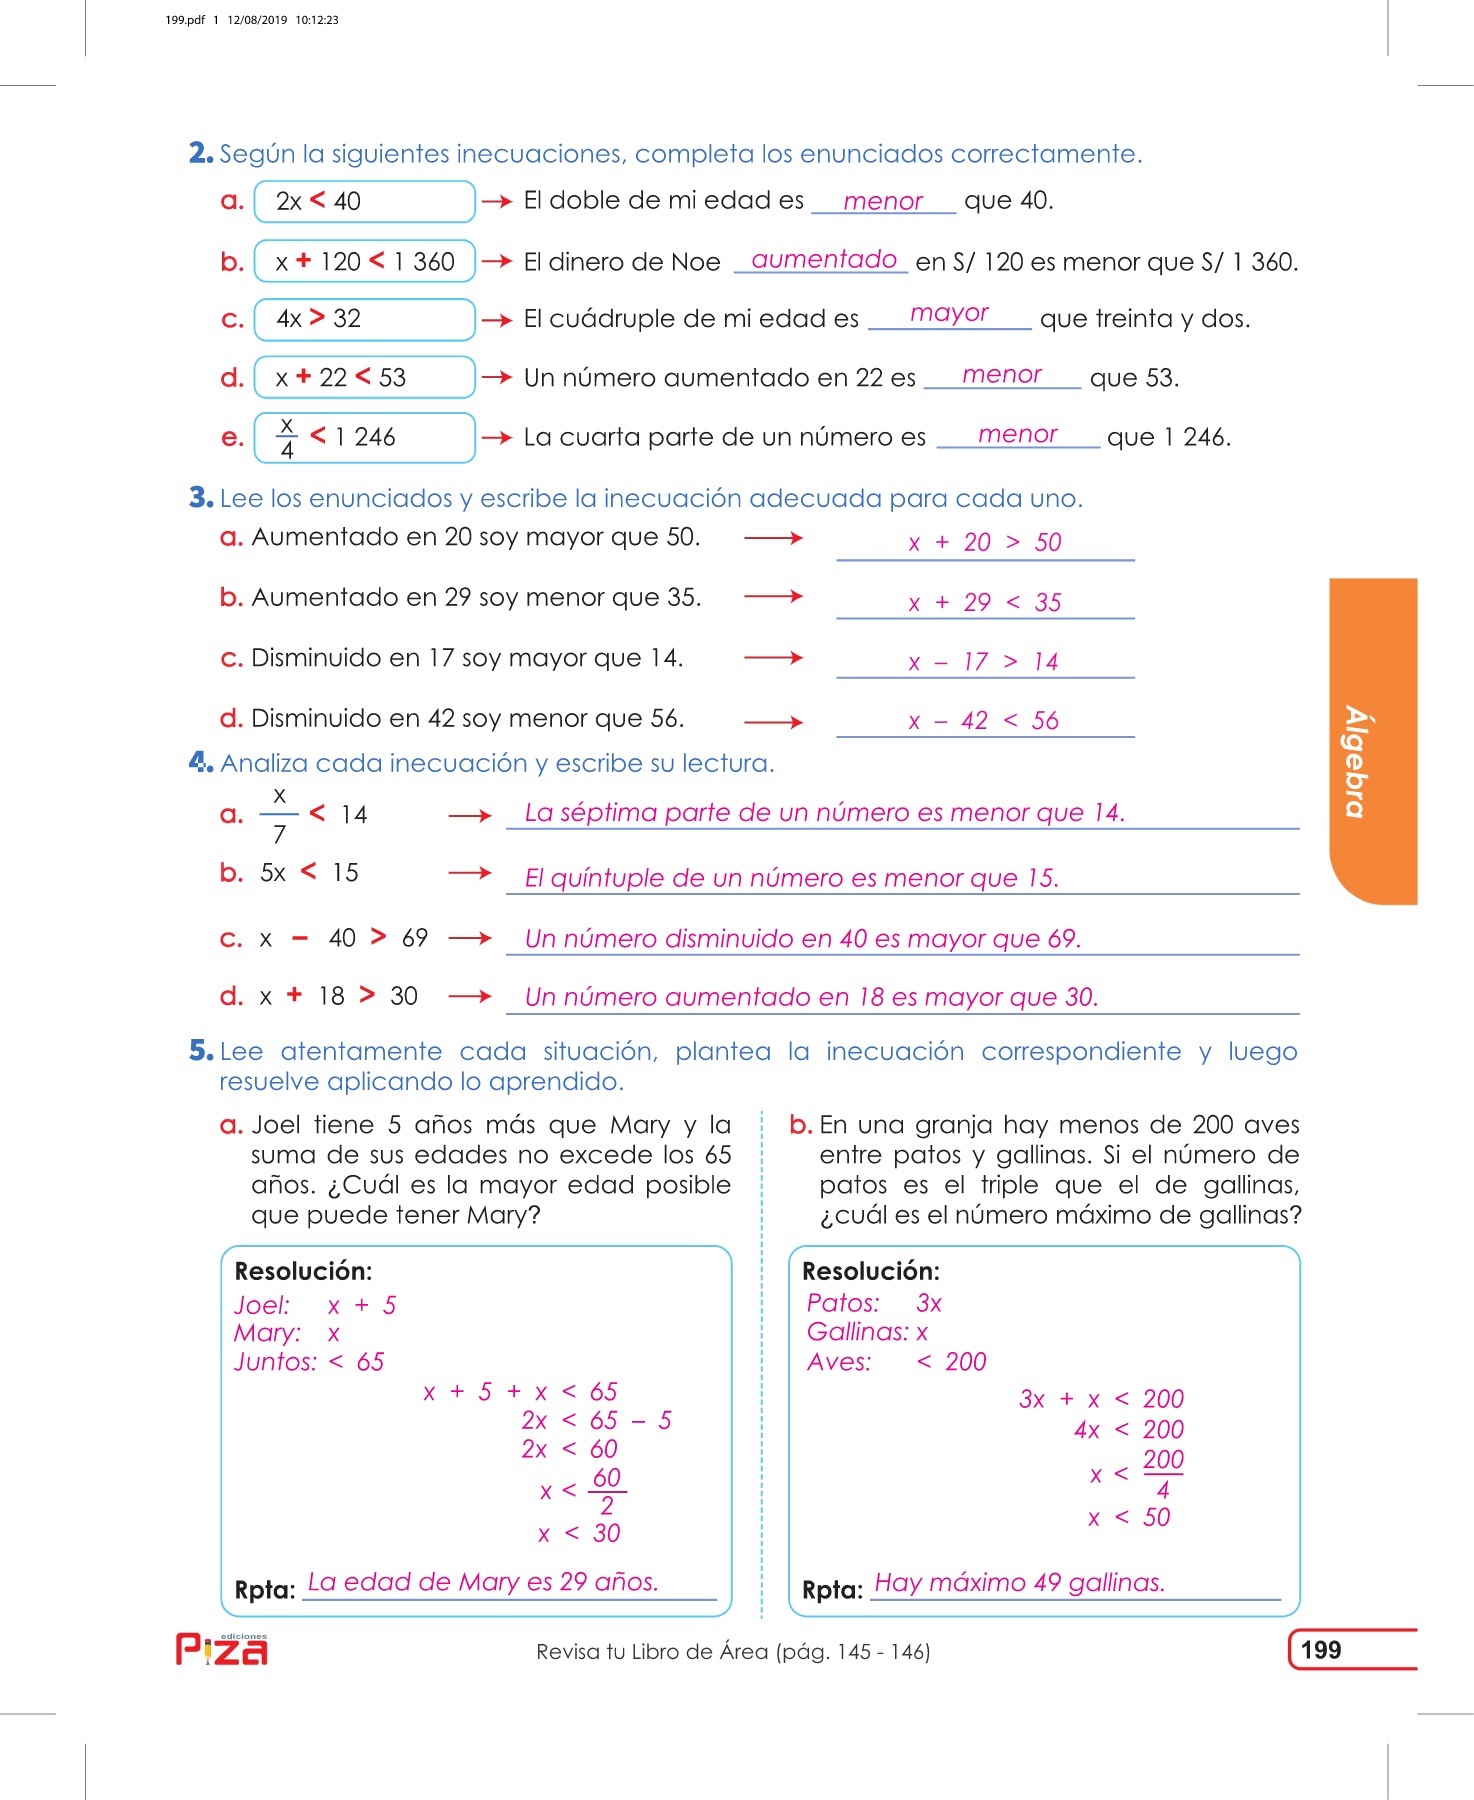 199.pdf 1 12/08/2019 10:12:23
2. Según la siguientes inecuaciones, completa los enunciados correctamente.
a. 2x < 40 → El doble de mi edad es menor que 40.
b. x + 120 < 1 360 → El dinero de Noe aumentado en S/ 120 es menor que S/ 1 360.
c. 4x > 32 → El cuádruple de mi edad es mayor que treinta y dos.
d. x + 22 < 53 → Un número aumentado en 22 es menor que 53.
e. x/4 < 1 246 → La cuarta parte de un número es menor que 1 246.
3. Lee los enunciados y escribe la inecuación adecuada para cada uno.
a. Aumentado en 20 soy mayor que 50. → x + 20 > 50
b. Aumentado en 29 soy menor que 35. → x + 29 < 35
c. Disminuido en 17 soy mayor que 14. → x – 17 > 14
d. Disminuido en 42 soy menor que 56. → x – 42 < 56
4. Analiza cada inecuación y escribe su lectura.
a. x/7 < 14 → La séptima parte de un número es menor que 14.
b. 5x < 15 → El quíntuple de un número es menor que 15.
c. x – 40 > 69 → Un número disminuido en 40 es mayor que 69.
d. x + 18 > 30 → Un número aumentado en 18 es mayor que 30.
5. Lee atentamente cada situación, plantea la inecuación correspondiente y luego
resuelve aplicando lo aprendido.
a. Joel tiene 5 años más que Mary y la
suma de sus edades no excede los 65
años. ¿Cuál es la mayor edad posible
que puede tener Mary?
Resolución:
Joel: x + 5
Mary: x
Juntos: < 65
x + 5 + x < 65
2x < 65 – 5
2x < 60
x < 60/2
x < 30
Rpta: La edad de Mary es 29 años.
b. En una granja hay menos de 200 aves
entre patos y gallinas. Si el número de
patos es el triple que el de gallinas,
¿cuál es el número máximo de gallinas?
Resolución:
Patos: 3x
Gallinas: x
Aves: < 200
3x + x < 200
4x < 200
x < 200/4
x < 50
Rpta: Hay máximo 49 gallinas.
Álgebra
ediciones
Piza
Revisa tu Libro de Área (pág. 145 - 146)
199